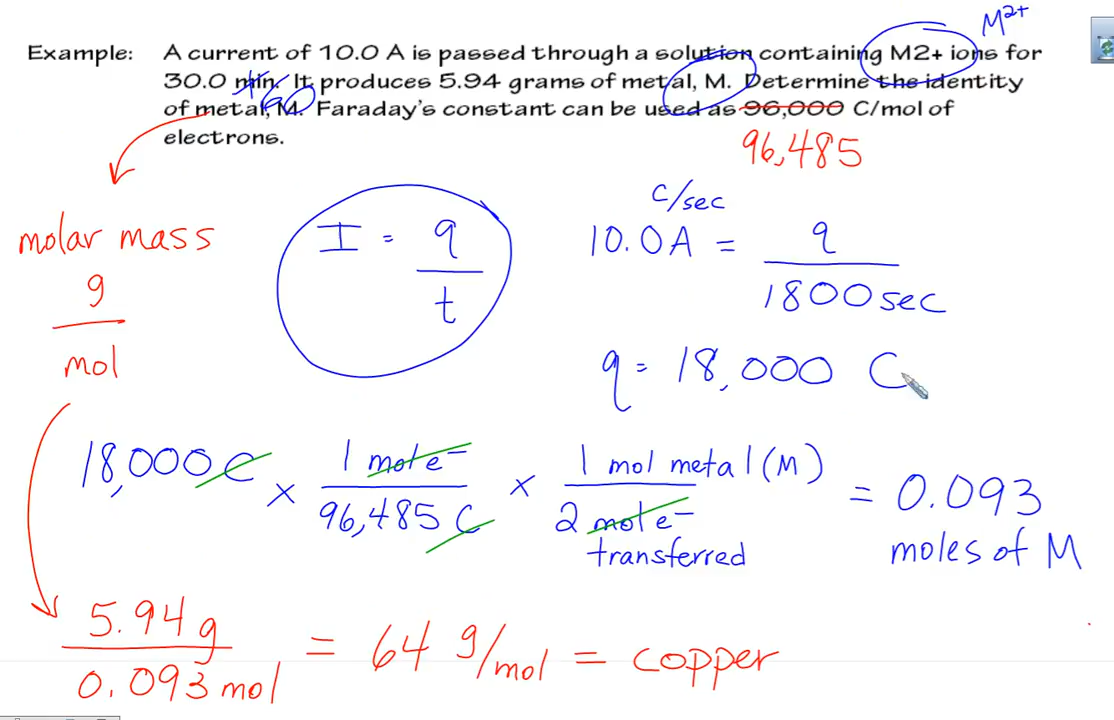 M²⁺
Example: A current of 10.0 A is passed through a solution containing M2+ ions for
30.0 min. It produces 5.94 grams of metal, M. Determine the identity
×60
of metal, M. Faraday's constant can be used as 96,000 C/mol of
electrons.
96,485
molar mass
g
mol
I = q
t
C/sec
10.0A = q
1800 sec
q = 18,000 C
18,000 C × 1 mol e⁻ × 1 mol metal (M) = 0.093
96,485 C 2 mol e⁻ moles of M
transferred
5.94 g = 64 g/mol = copper
0.093 mol